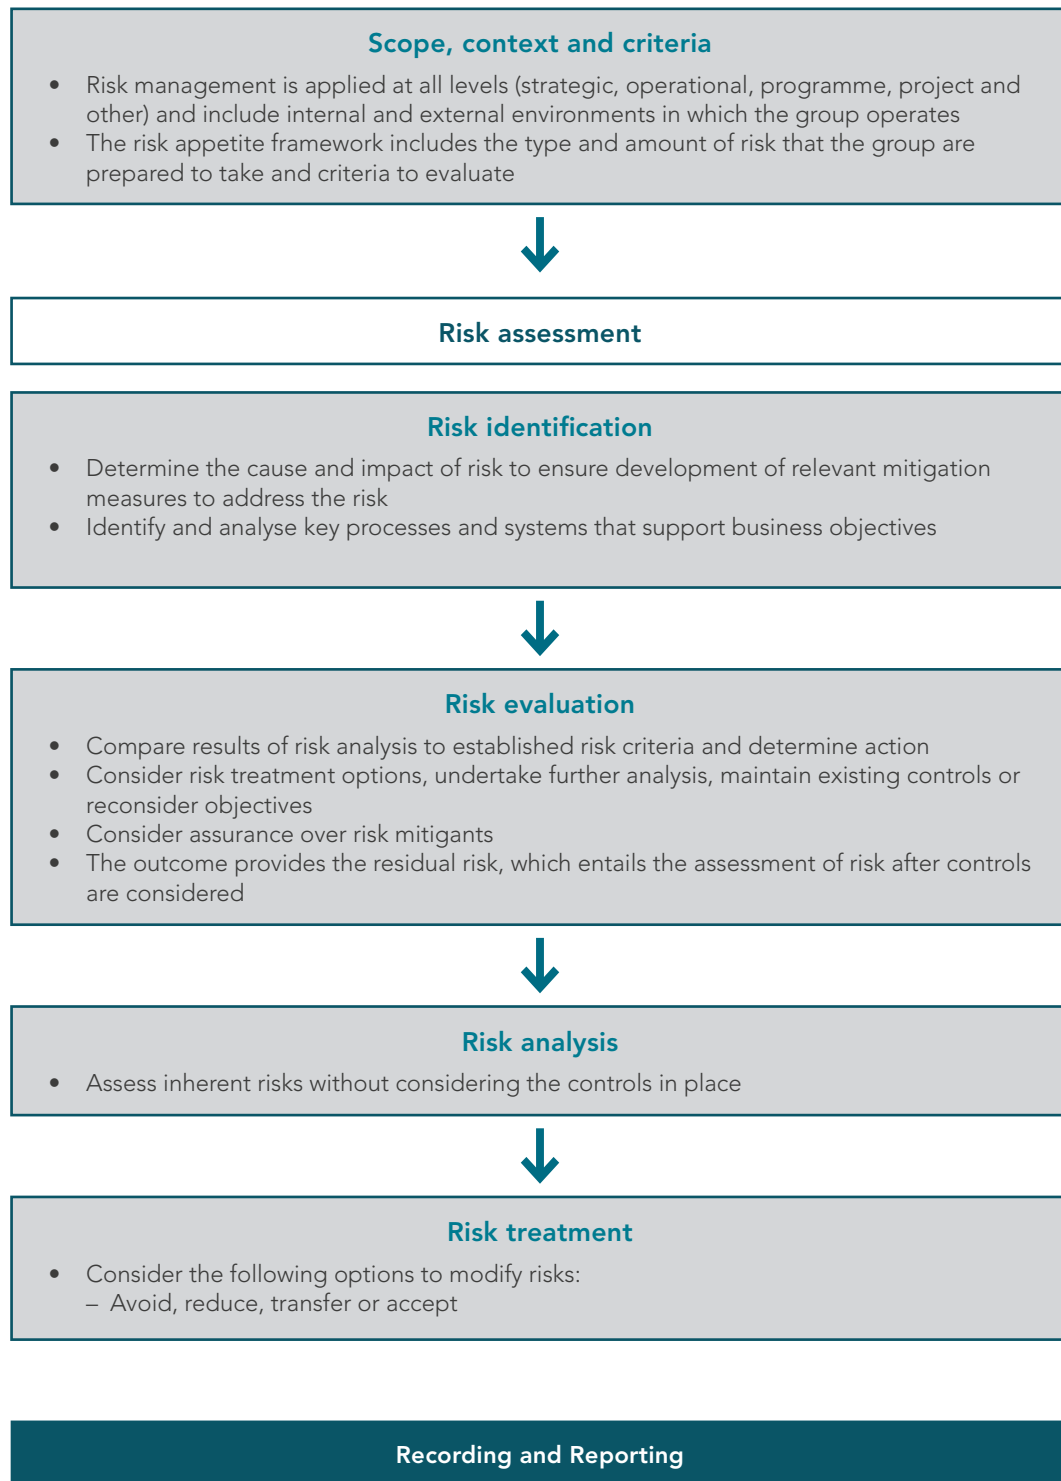 Scope, context and criteria
• Risk management is applied at all levels (strategic, operational, programme, project and
other) and include internal and external environments in which the group operates
• The risk appetite framework includes the type and amount of risk that the group are
prepared to take and criteria to evaluate
Risk assessment
Risk identification
• Determine the cause and impact of risk to ensure development of relevant mitigation
measures to address the risk
• Identify and analyse key processes and systems that support business objectives
Risk evaluation
• Compare results of risk analysis to established risk criteria and determine action
• Consider risk treatment options, undertake further analysis, maintain existing controls or
reconsider objectives
• Consider assurance over risk mitigants
• The outcome provides the residual risk, which entails the assessment of risk after controls
are considered
Risk analysis
• Assess inherent risks without considering the controls in place
Risk treatment
• Consider the following options to modify risks:
– Avoid, reduce, transfer or accept
Recording and Reporting